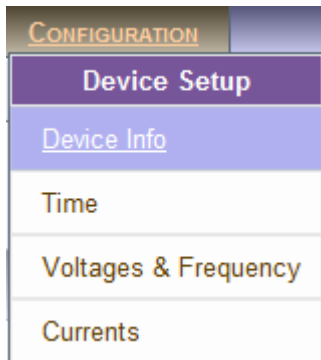 CONFIGURATION
Device Setup
Device Info
Time
Voltages & Frequency
Currents